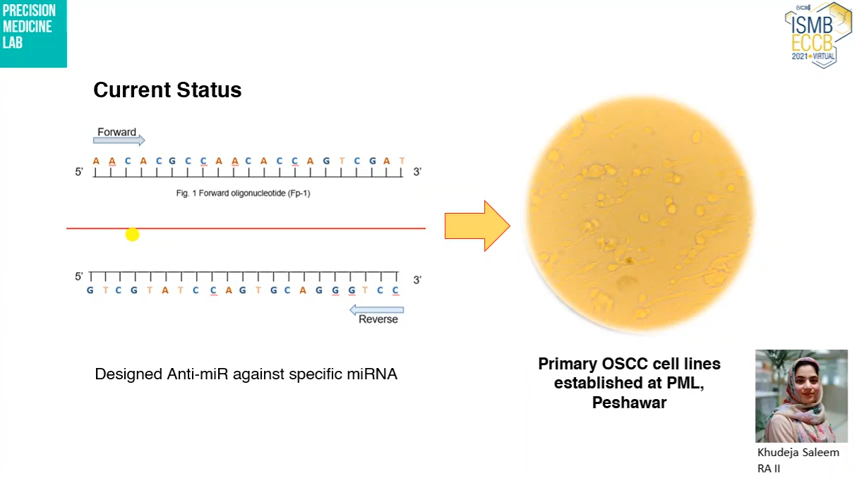 PRECISION
MEDICINE
LAB
ISCB
ISMB
ECCB
2021 • VIRTUAL
Current Status
Forward
A A C A C G C C A A C A C C A G T C G A T
5' 3'
Fig. 1 Forward oligonucleotide (Fp-1)
5' 3'
G T C G T A T C C A G T G C A G G G T C C
Reverse
Designed Anti-miR against specific miRNA
Primary OSCC cell lines
established at PML,
Peshawar
Khudeja Saleem
RA II